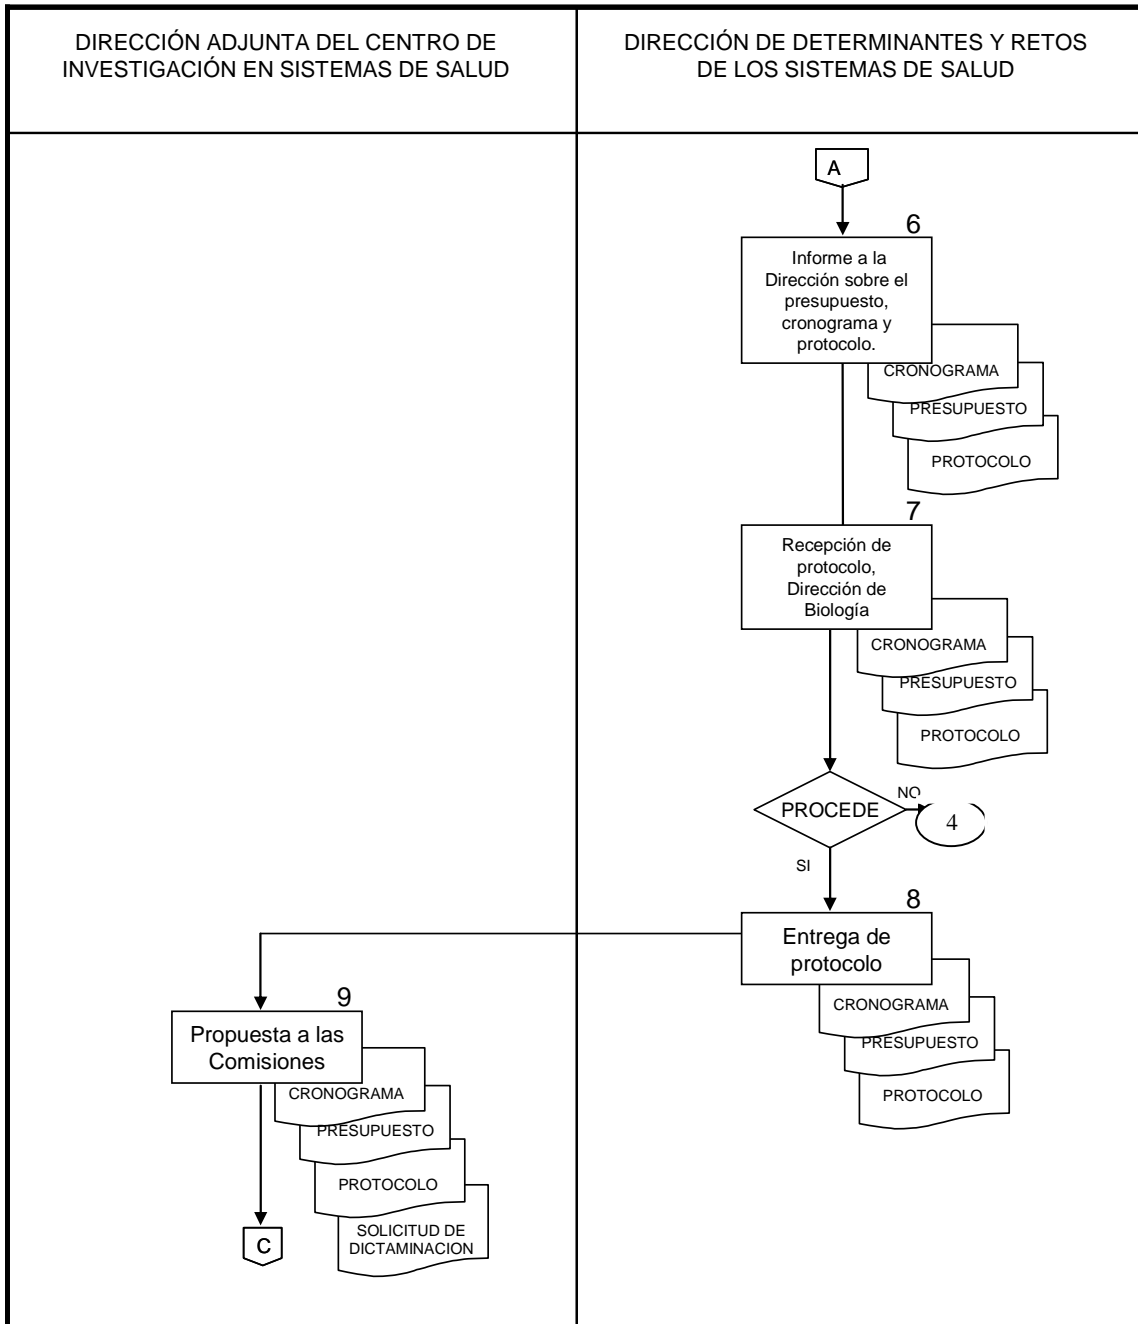 DIRECCIÓN ADJUNTA DEL CENTRO DE
INVESTIGACIÓN EN SISTEMAS DE SALUD
DIRECCIÓN DE DETERMINANTES Y RETOS
DE LOS SISTEMAS DE SALUD
A
6
Informe a la
Dirección sobre el
presupuesto,
cronograma y
protocolo.
CRONOGRAMA
PRESUPUESTO
PROTOCOLO
7
Recepción de
protocolo,
Dirección de
Biología
CRONOGRAMA
PRESUPUESTO
PROTOCOLO
PROCEDE
NO
4
SI
8
Entrega de
protocolo
CRONOGRAMA
PRESUPUESTO
PROTOCOLO
9
Propuesta a las
Comisiones
CRONOGRAMA
PRESUPUESTO
PROTOCOLO
SOLICITUD DE
DICTAMINACION
C